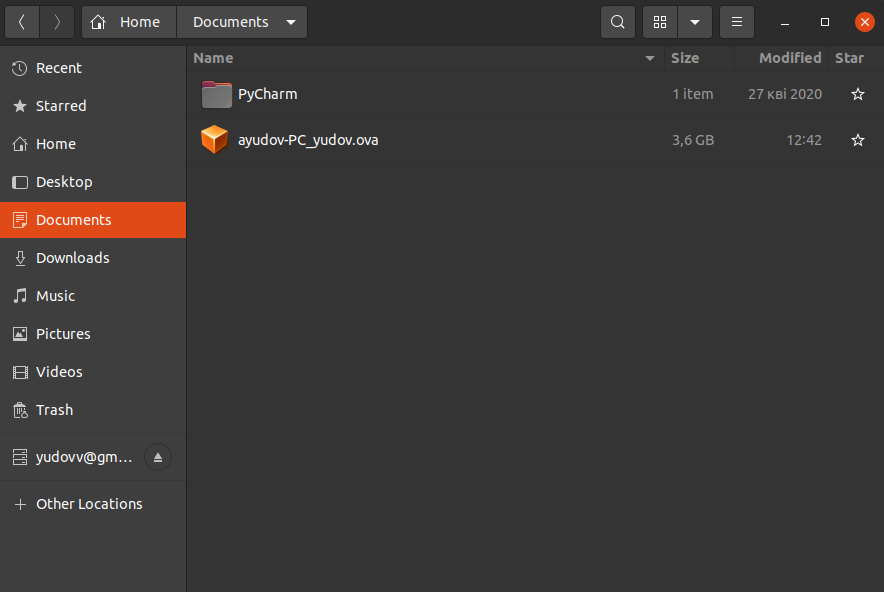 Home Documents
Name Size Modified Star
Recent
Starred
Home
Desktop
Documents
Downloads
Music
Pictures
Videos
Trash
yudovv@gm...
Other Locations
PyCharm 1 item 27 кві 2020
ayudov-PC_yudov.ova 3,6 GB 12:42